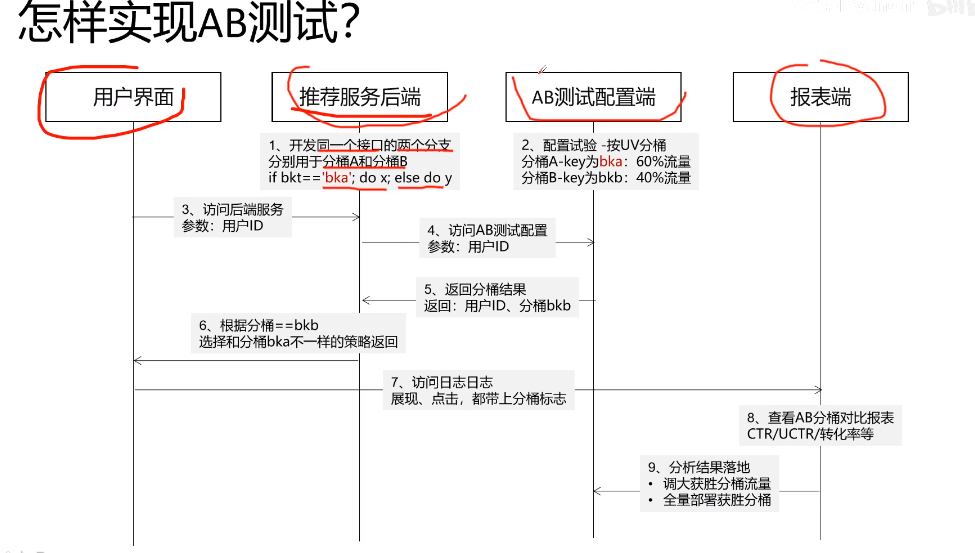 怎样实现AB测试？
用户界面
推荐服务后端
AB测试配置端
报表端
1、开发同一个接口的两个分支
分别用于分桶A和分桶B
if bkt=='bka'; do x; else do y
2、配置试验 -按UV分桶
分桶A-key为bka：60%流量
分桶B-key为bkb：40%流量
3、访问后端服务
参数：用户ID
4、访问AB测试配置
参数：用户ID
5、返回分桶结果
返回：用户ID、分桶bkb
6、根据分桶==bkb
选择和分桶bka不一样的策略返回
7、访问日志日志
展现、点击，都带上分桶标志
8、查看AB分桶对比报表
CTR/UCTR/转化率等
9、分析结果落地
• 调大获胜分桶流量
• 全量部署获胜分桶